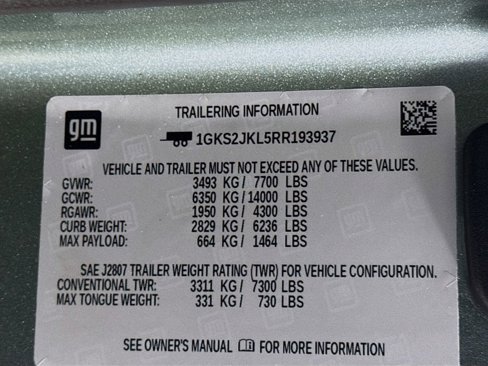 gm
TRAILERING INFORMATION
1GKS2JKL5RR193937
VEHICLE AND TRAILER MUST NOT EXCEED ANY OF THESE VALUES.
GVWR: 3493 KG / 7700 LBS
GCWR: 6350 KG / 14000 LBS
RGAWR: 1950 KG / 4300 LBS
CURB WEIGHT: 2829 KG / 6236 LBS
MAX PAYLOAD: 664 KG / 1464 LBS
SAE J2807 TRAILER WEIGHT RATING (TWR) FOR VEHICLE CONFIGURATION.
CONVENTIONAL TWR: 3311 KG / 7300 LBS
MAX TONGUE WEIGHT: 331 KG / 730 LBS
SEE OWNER'S MANUAL FOR MORE INFORMATION